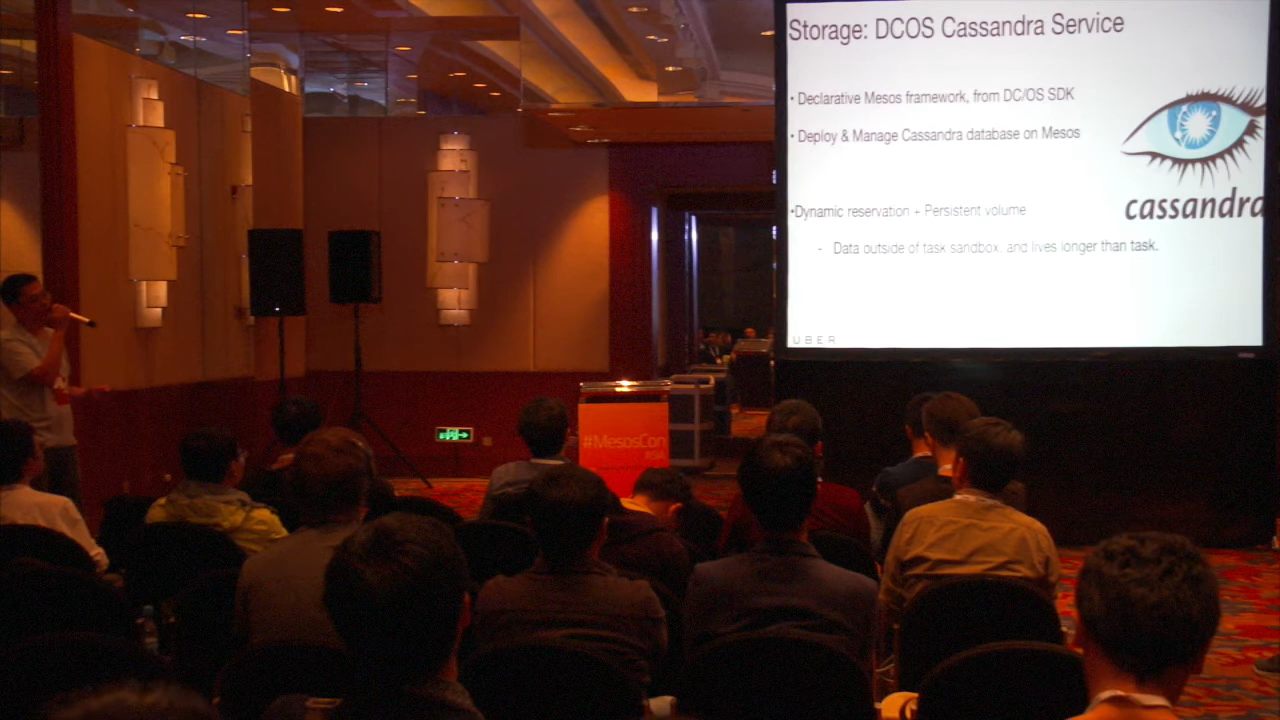 Storage: DCOS Cassandra Service
• Declarative Mesos framework, from DC/OS SDK
• Deploy & Manage Cassandra database on Mesos
•Dynamic reservation + Persistent volume
- Data outside of task sandbox, and lives longer than task.
cassandra
UBER
#MesosCon
ASIA